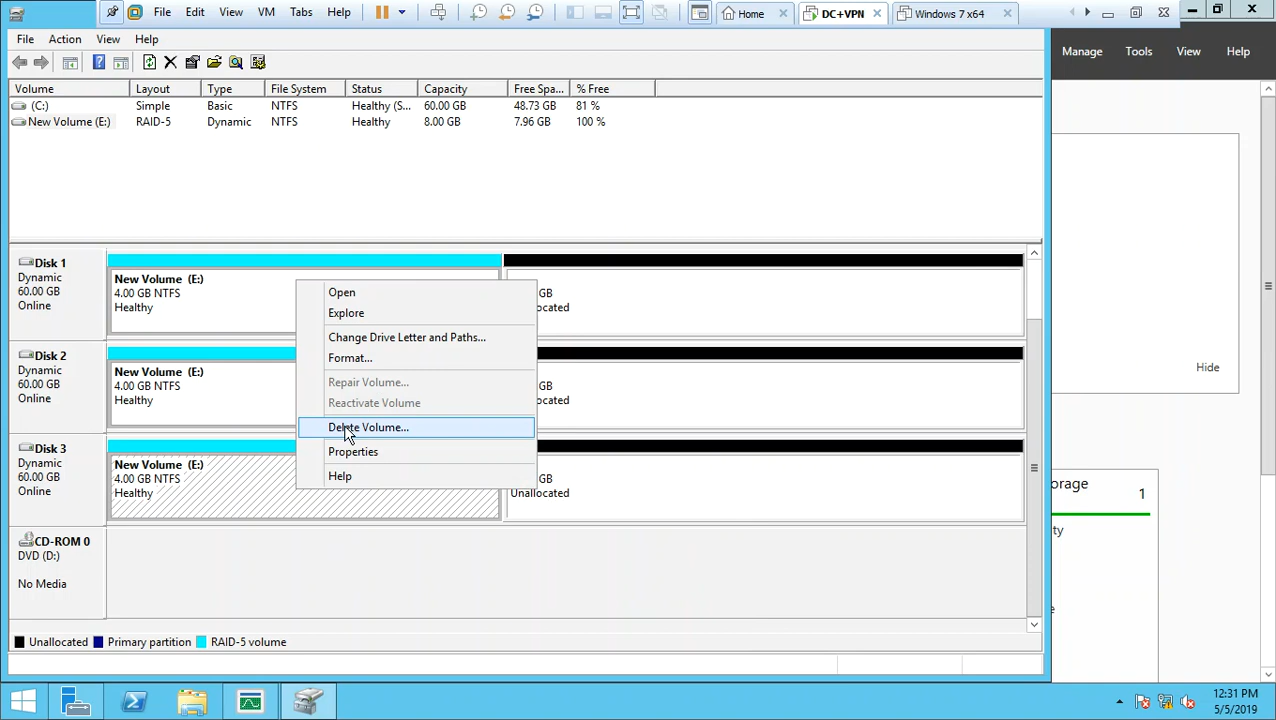 File Edit View VM Tabs Help Home DC+VPN Windows 7 x64
File Action View Help
Manage Tools View Help
Volume Layout Type File System Status Capacity Free Spa... % Free
(C:) Simple Basic NTFS Healthy (S... 60.00 GB 48.73 GB 81 %
New Volume (E:) RAID-5 Dynamic NTFS Healthy 8.00 GB 7.96 GB 100 %
Disk 1
Dynamic
60.00 GB
Online
New Volume (E:)
4.00 GB NTFS
Healthy
GB
ocated
Disk 2
Dynamic
60.00 GB
Online
New Volume (E:)
4.00 GB NTFS
Healthy
GB
ocated
Disk 3
Dynamic
60.00 GB
Online
New Volume (E:)
4.00 GB NTFS
Healthy
GB
Unallocated
Open
Explore
Change Drive Letter and Paths...
Format...
Repair Volume...
Reactivate Volume
Delete Volume...
Properties
Help
CD-ROM 0
DVD (D:)
No Media
Unallocated Primary partition RAID-5 volume
Hide
orage 1
ty
12:31 PM
5/5/2019